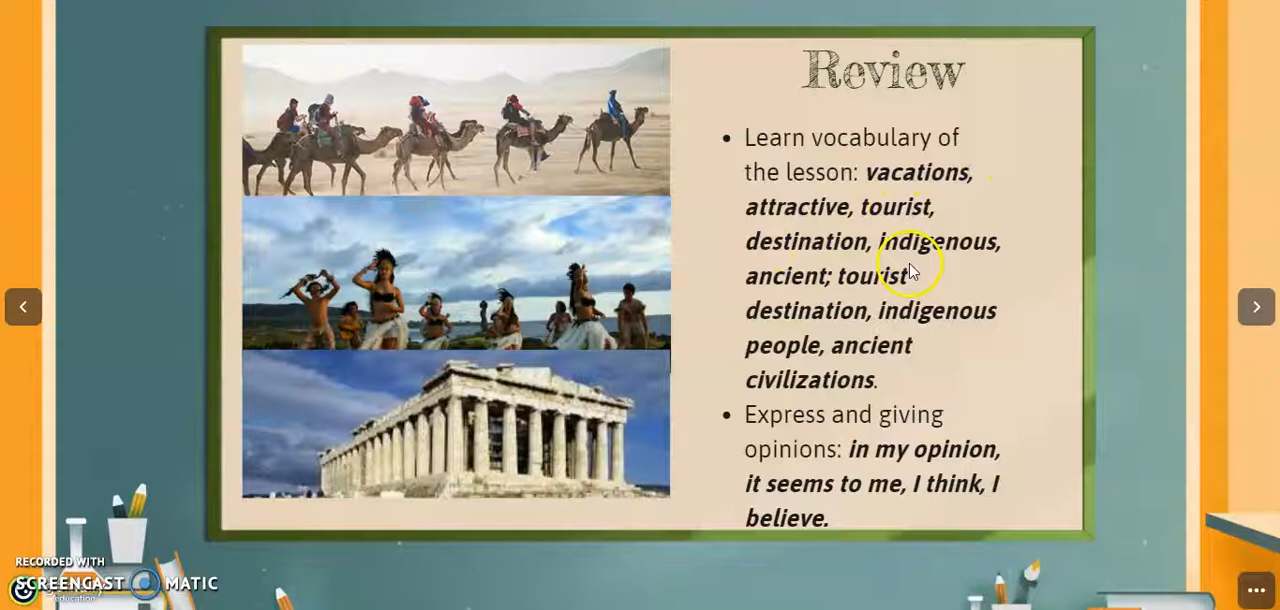 Review
• Learn vocabulary of
the lesson: vacations,
attractive, tourist,
destination, indigenous,
ancient; tourist
destination, indigenous
people, ancient
civilizations.
• Express and giving
opinions: in my opinion,
it seems to me, I think, I
believe.
RECORDED WITH
SCREENCAST MATIC
education